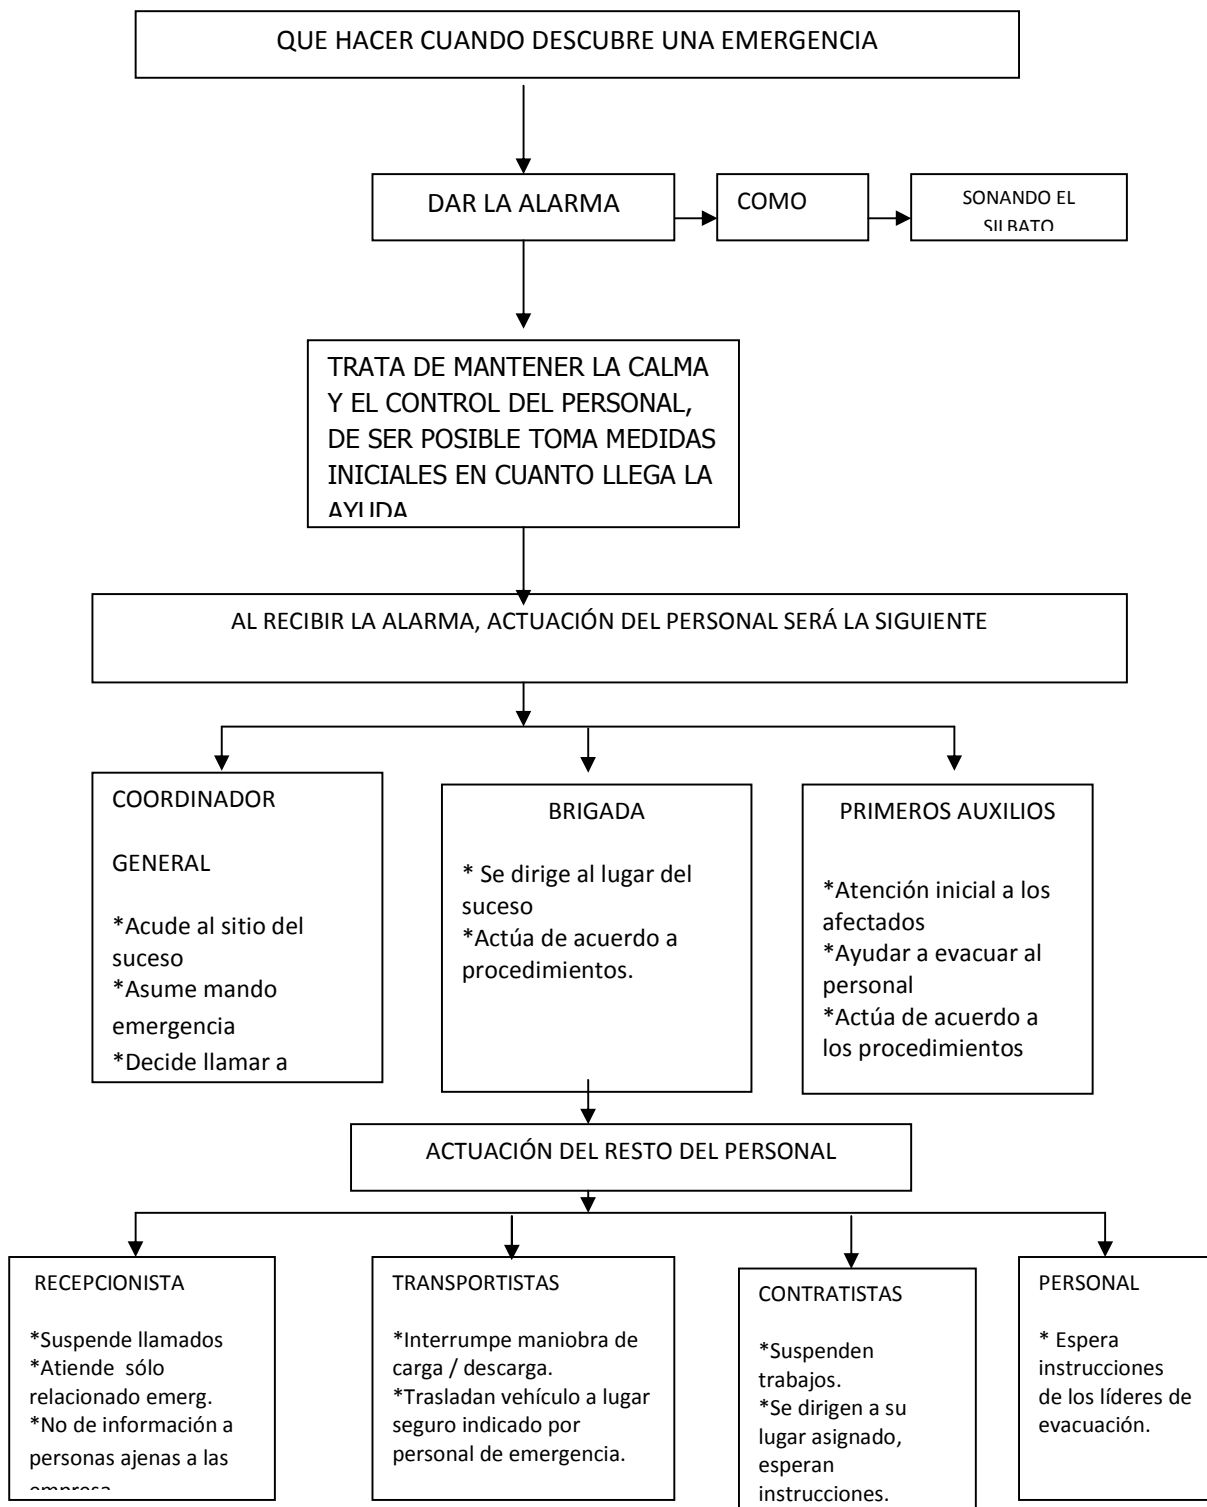 QUE HACER CUANDO DESCUBRE UNA EMERGENCIA
DAR LA ALARMA
COMO
SONANDO EL
SILBATO
TRATA DE MANTENER LA CALMA
Y EL CONTROL DEL PERSONAL,
DE SER POSIBLE TOMA MEDIDAS
INICIALES EN CUANTO LLEGA LA
AYUDA
AL RECIBIR LA ALARMA, ACTUACIÓN DEL PERSONAL SERÁ LA SIGUIENTE
COORDINADOR
GENERAL
*Acude al sitio del
suceso
*Asume mando
emergencia
*Decide llamar a
BRIGADA
* Se dirige al lugar del
suceso
*Actúa de acuerdo a
procedimientos.
PRIMEROS AUXILIOS
*Atención inicial a los
afectados
*Ayudar a evacuar al
personal
*Actúa de acuerdo a
los procedimientos
ACTUACIÓN DEL RESTO DEL PERSONAL
RECEPCIONISTA
*Suspende llamados
*Atiende sólo
relacionado emerg.
*No de información a
personas ajenas a las
empresa
TRANSPORTISTAS
*Interrumpe maniobra de
carga / descarga.
*Trasladan vehículo a lugar
seguro indicado por
personal de emergencia.
CONTRATISTAS
*Suspenden
trabajos.
*Se dirigen a su
lugar asignado,
esperan
instrucciones.
PERSONAL
* Espera
instrucciones
de los líderes de
evacuación.